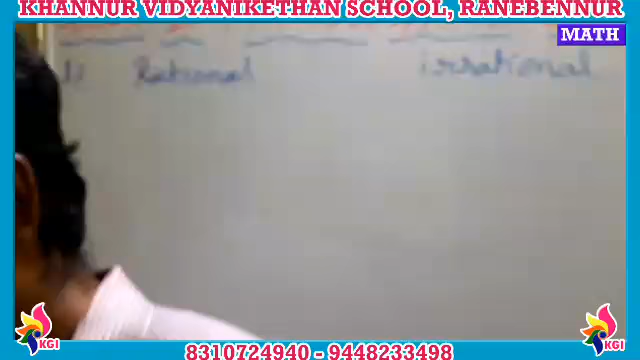 KHANNUR VIDYANIKETHAN SCHOOL, RANEBENNUR
MATH
Rational irrational
KGI KGI
8310724940 - 9448233498